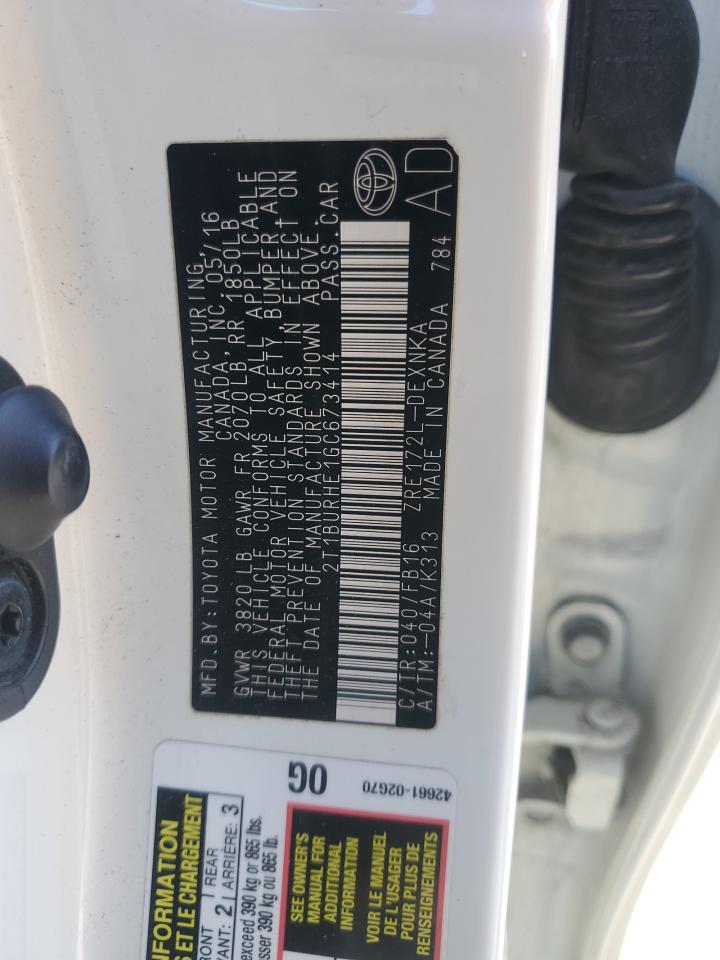 MFD.BY:TOYOTA MOTOR MANUFACTURING,
CANADA, INC. 05/16
GVWR 3820LB GAWR FR 2070LB RR 1850LB
THIS VEHICLE CONFORMS TO ALL APPLICABLE
FEDERAL MOTOR VEHICLE SAFETY, BUMPER AND
THEFT PREVENTION STANDARDS IN EFFECT ON
THE DATE OF MANUFACTURE SHOWN ABOVE.
2T1BURHE1GC673414 PASS.CAR
C/TR:040/FB16 ZRE172L-DEXNKA
A/TM:-04A/K313 MADE IN CANADA 784
AD
0G
42661-02G70
INFORMATION
S ET LE CHARGEMENT
FRONT REAR
VANT: 2 ARRIÈRE: 3
exceed 390 kg or 865 lbs.
sser 390 kg ou 865 lb.
SEE OWNER'S
MANUAL FOR
ADDITIONAL
INFORMATION
VOIR LE MANUEL
DE L'USAGER
POUR PLUS DE
RENSEIGNEMENTS